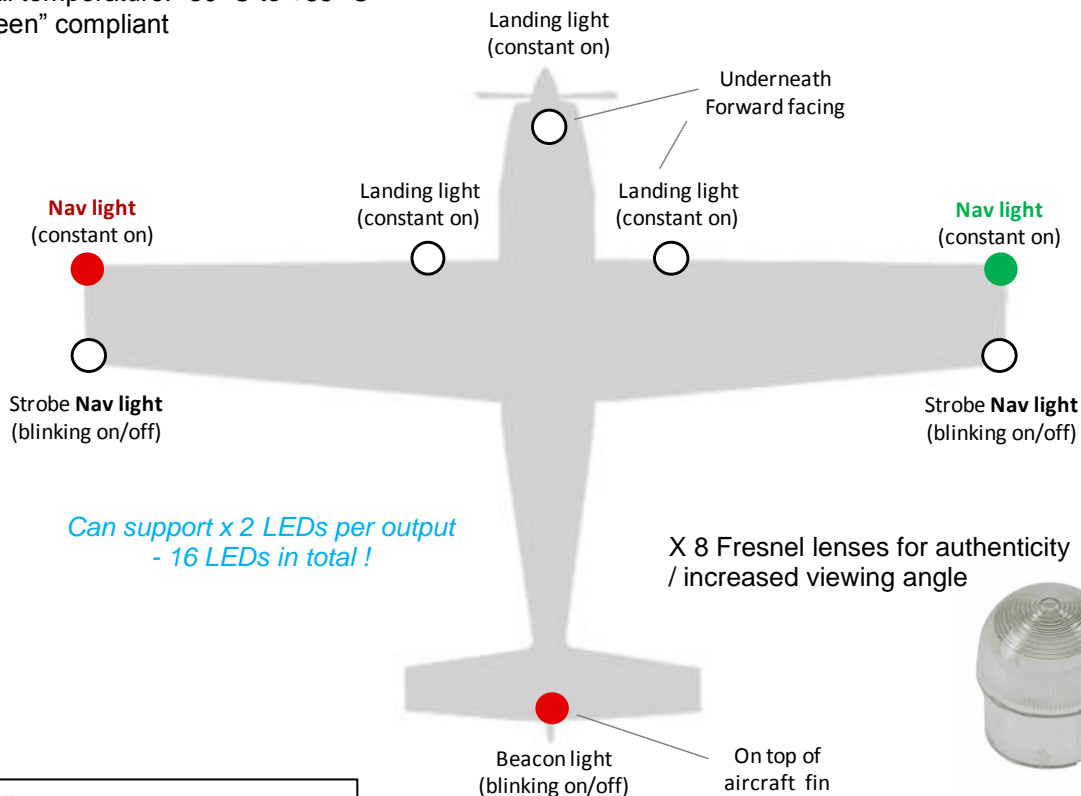 een” compliant
Landing light
(constant on)
Underneath
Forward facing
Landing light
(constant on)
Landing light
(constant on)
Nav light
(constant on)
Nav light
(constant on)
Strobe Nav light
(blinking on/off)
Strobe Nav light
(blinking on/off)
Can support x 2 LEDs per output
- 16 LEDs in total !
X 8 Fresnel lenses for authenticity
/ increased viewing angle
Beacon light
(blinking on/off)
On top of
aircraft fin